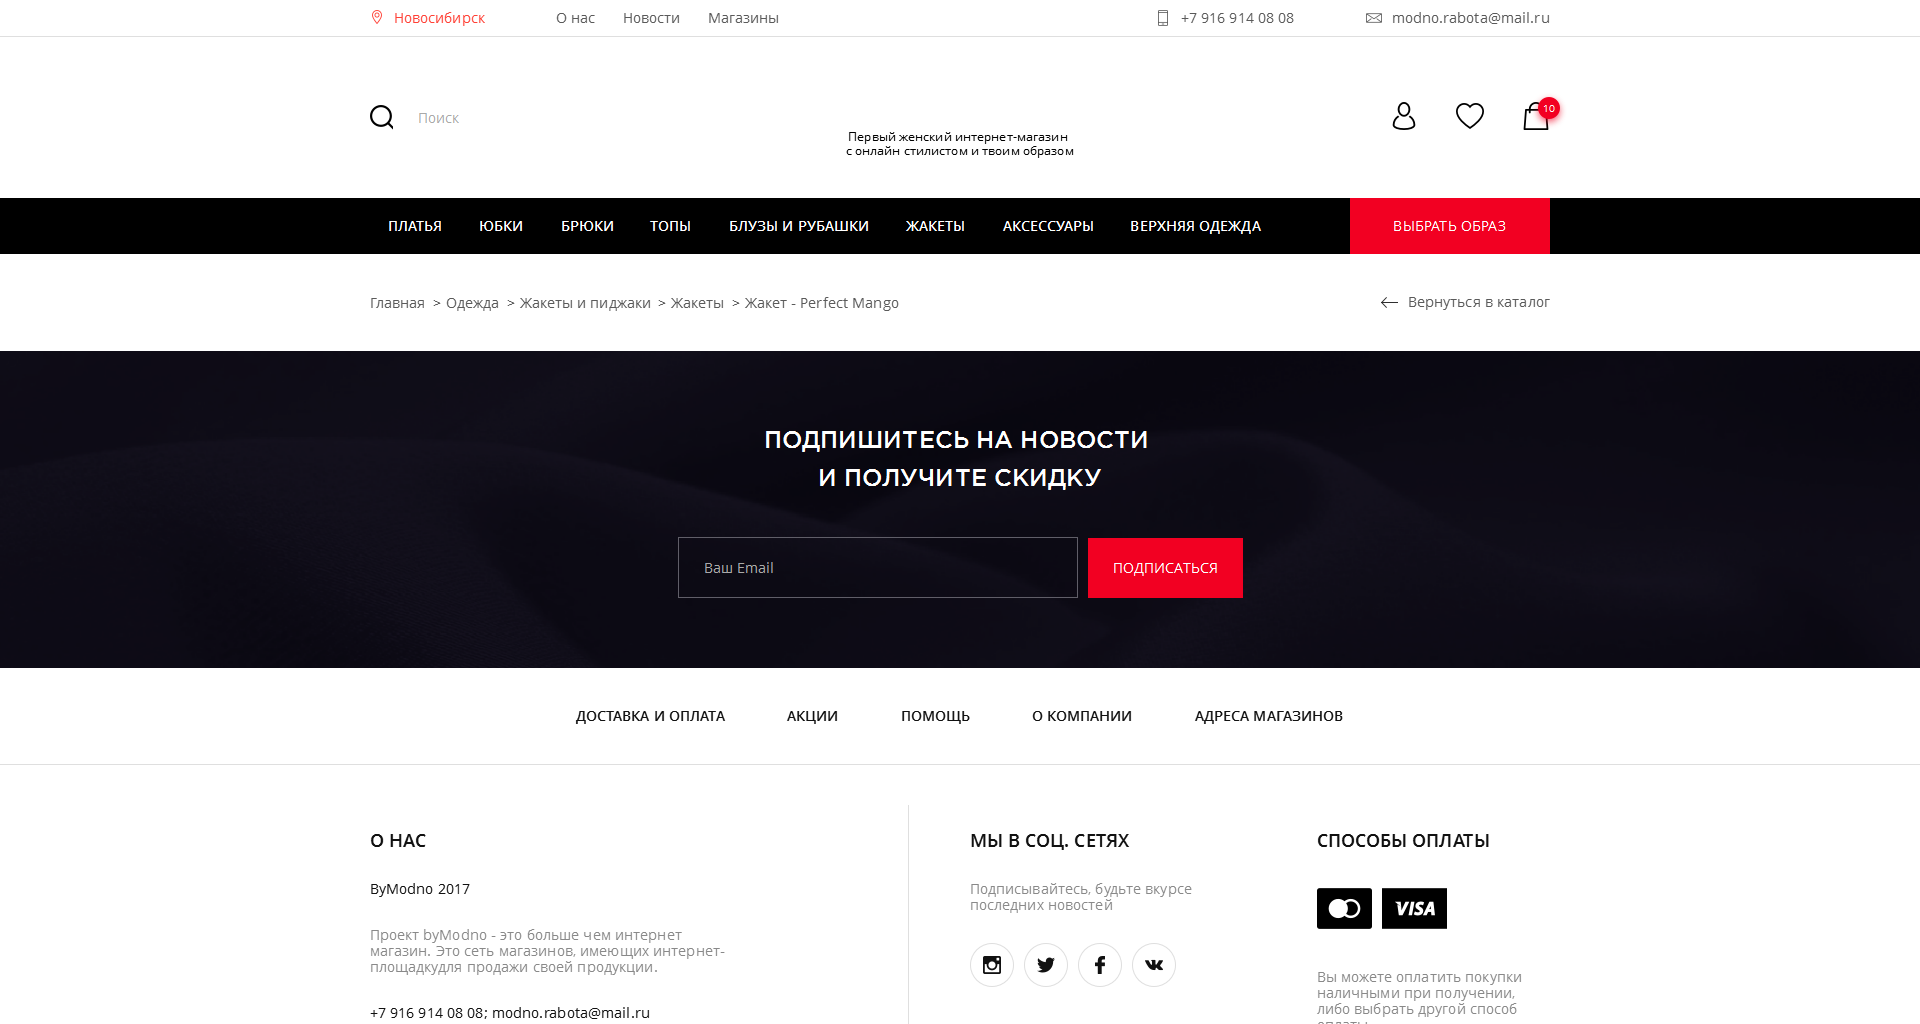 Новосибирск О нас Новости Магазины +7 916 914 08 08 modno.rabota@mail.ru
Поиск
10
Первый женский интернет-магазин
с онлайн стилистом и твоим образом
ПЛАТЬЯ ЮБКИ БРЮКИ ТОПЫ БЛУЗЫ И РУБАШКИ ЖАКЕТЫ АКСЕССУАРЫ ВЕРХНЯЯ ОДЕЖДА ВЫБРАТЬ ОБРАЗ
Главная > Одежда > Жакеты и пиджаки > Жакеты > Жакет - Perfect Mango Вернуться в каталог
ПОДПИШИТЕСЬ НА НОВОСТИ
И ПОЛУЧИТЕ СКИДКУ
Ваш Email ПОДПИСАТЬСЯ
ДОСТАВКА И ОПЛАТА АКЦИИ ПОМОЩЬ О КОМПАНИИ АДРЕСА МАГАЗИНОВ
О НАС
ByModno 2017
Проект byModno - это больше чем интернет
магазин. Это сеть магазинов, имеющих интернет-
площадкудля продажи своей продукции.
+7 916 914 08 08; modno.rabota@mail.ru
МЫ В СОЦ. СЕТЯХ
Подписывайтесь, будьте вкурсе
последних новостей
СПОСОБЫ ОПЛАТЫ
VISA
Вы можете оплатить покупки
наличными при получении,
либо выбрать другой способ